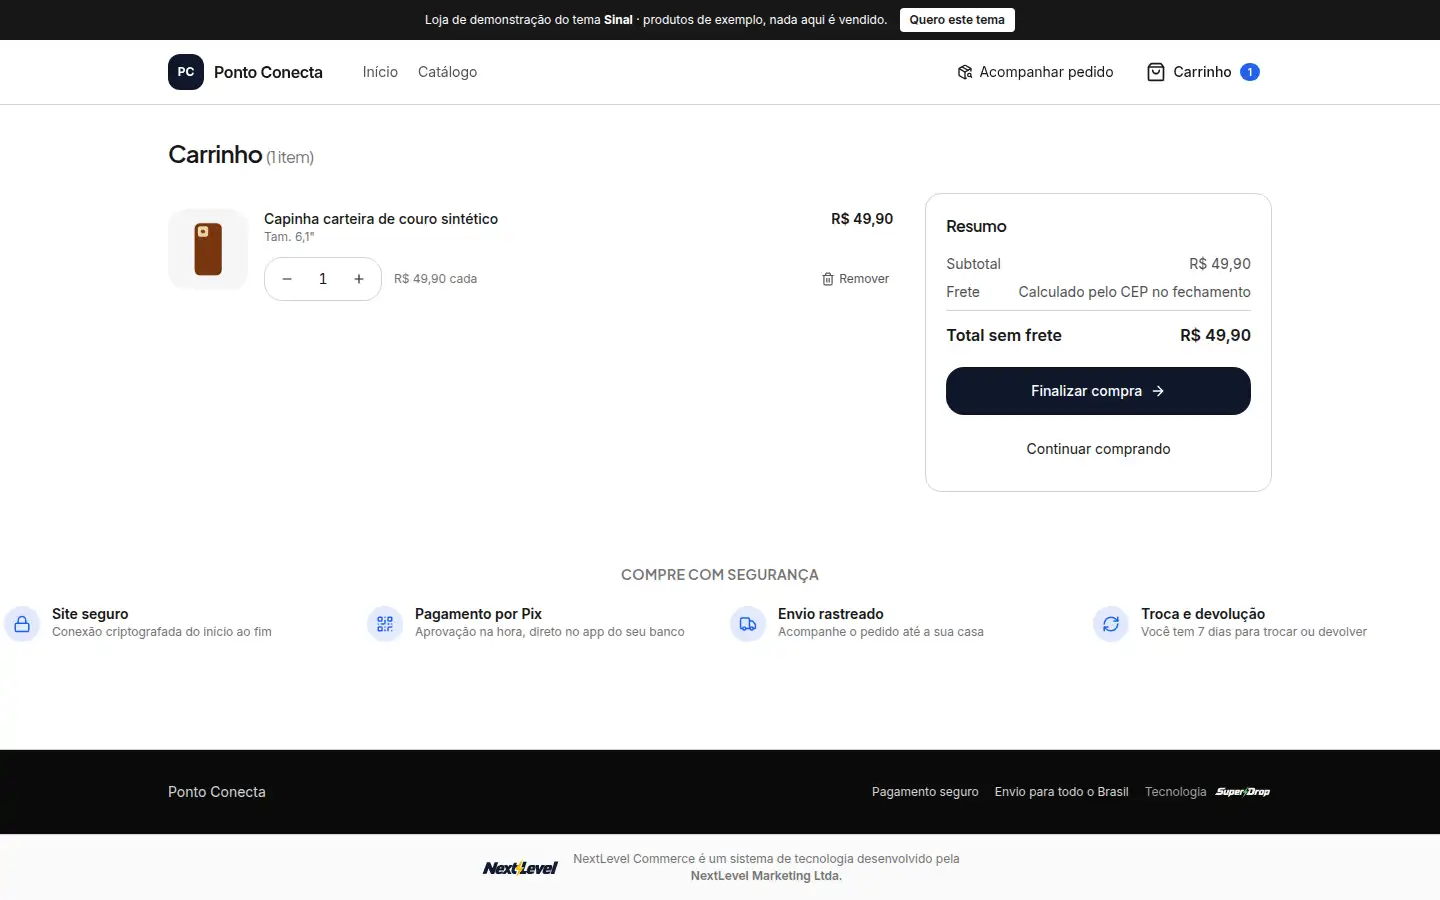 Loja de demonstração do tema Sinal · produtos de exemplo, nada aqui é vendido. Quero este tema
PC Ponto Conecta Início Catálogo Acompanhar pedido Carrinho 1
Carrinho (1 item)
Capinha carteira de couro sintético R$ 49,90
Tam. 6,1"
− 1 + R$ 49,90 cada Remover
Resumo
Subtotal R$ 49,90
Frete Calculado pelo CEP no fechamento
Total sem frete R$ 49,90
Finalizar compra →
Continuar comprando
COMPRE COM SEGURANÇA
Site seguro
Conexão criptografada do início ao fim
Pagamento por Pix
Aprovação na hora, direto no app do seu banco
Envio rastreado
Acompanhe o pedido até a sua casa
Troca e devolução
Você tem 7 dias para trocar ou devolver
Ponto Conecta Pagamento seguro Envio para todo o Brasil Tecnologia SuperDrop
NextLevel NextLevel Commerce é um sistema de tecnologia desenvolvido pela
NextLevel Marketing Ltda.